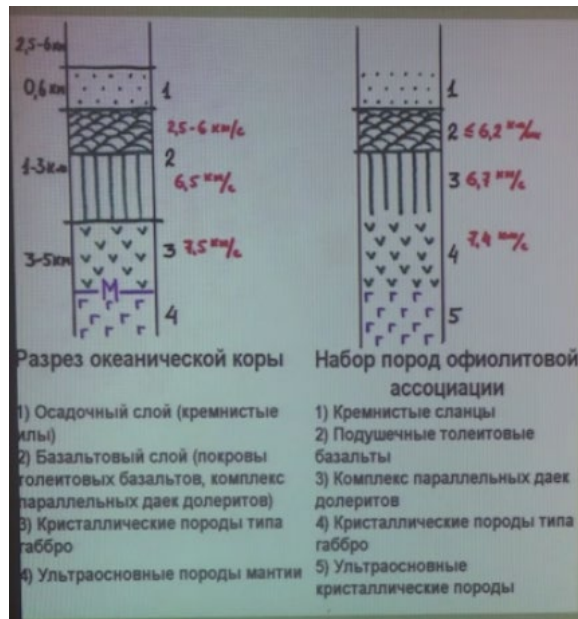 2,5-6км
0,6км
1
2,5-6 км/с
2
1-3км
6,5 км/с
3-5км
3
7,5 км/с
М
4
1
2
≤ 6,2
3
6,7 км/с
4
7,4 км/с
5
Разрез океанической коры
1) Осадочный слой (кремнистые
илы)
2) Базальтовый слой (покровы
толеитовых базальтов, комплекс
параллельных даек долеритов)
3) Кристаллические породы типа
габбро
4) Ультраосновные породы мантии
Набор пород офиолитовой
ассоциации
1) Кремнистые сланцы
2) Подушечные толеитовые
базальты
3) Комплекс параллельных даек
долеритов
4) Кристаллические породы типа
габбро
5) Ультраосновные
кристаллические породы